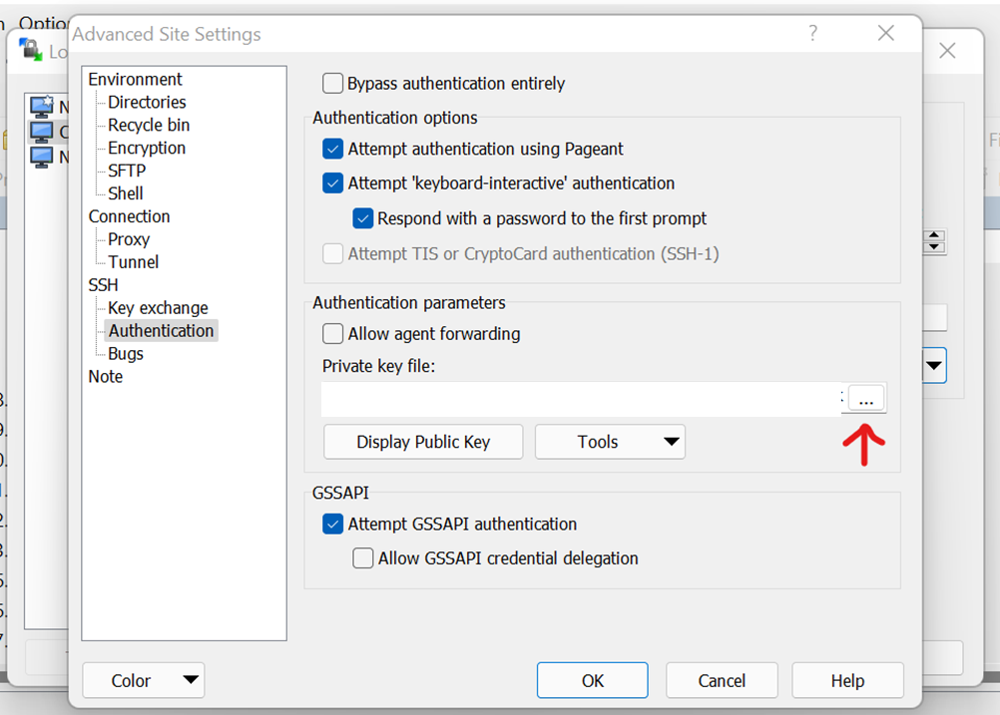 Optio
Advanced Site Settings
?
Lo
Environment
Directories
Recycle bin
Encryption
SFTP
Shell
Connection
Proxy
Tunnel
SSH
Key exchange
Authentication
Bugs
Note
Bypass authentication entirely
Authentication options
Attempt authentication using Pageant
Attempt 'keyboard-interactive' authentication
Respond with a password to the first prompt
Attempt TIS or CryptoCard authentication (SSH-1)
Authentication parameters
Allow agent forwarding
Private key file:
...
Display Public Key
Tools
GSSAPI
Attempt GSSAPI authentication
Allow GSSAPI credential delegation
Color
OK
Cancel
Help